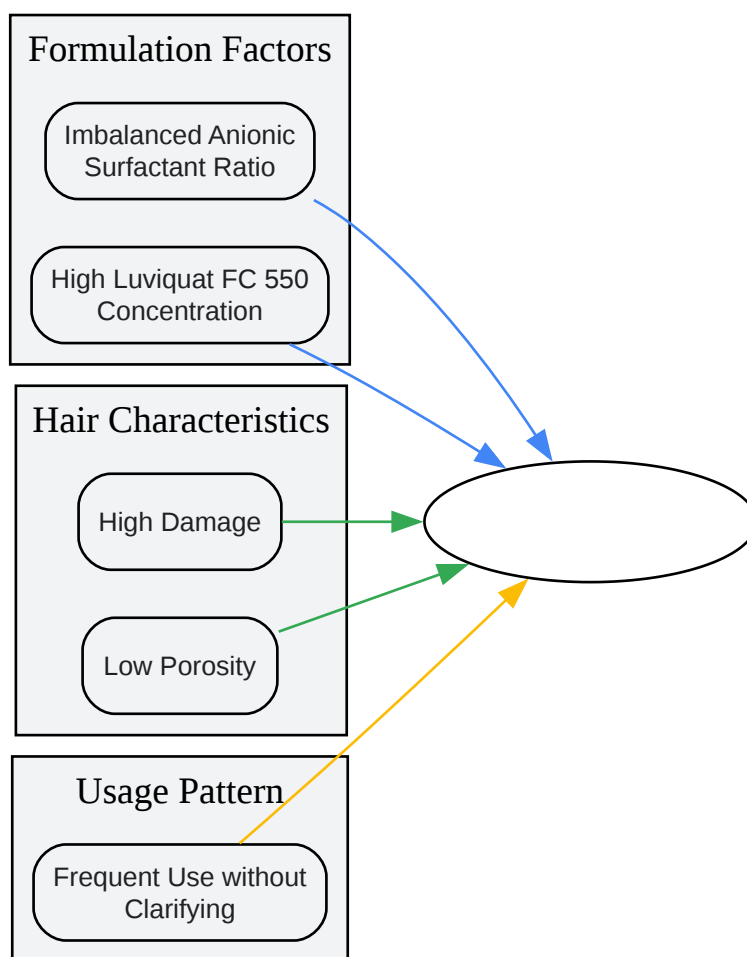 Formulation Factors
Imbalanced Anionic
Surfactant Ratio
High Luviquat FC 550
Concentration
Hair Characteristics
High Damage
Low Porosity
Usage Pattern
Frequent Use without
Clarifying